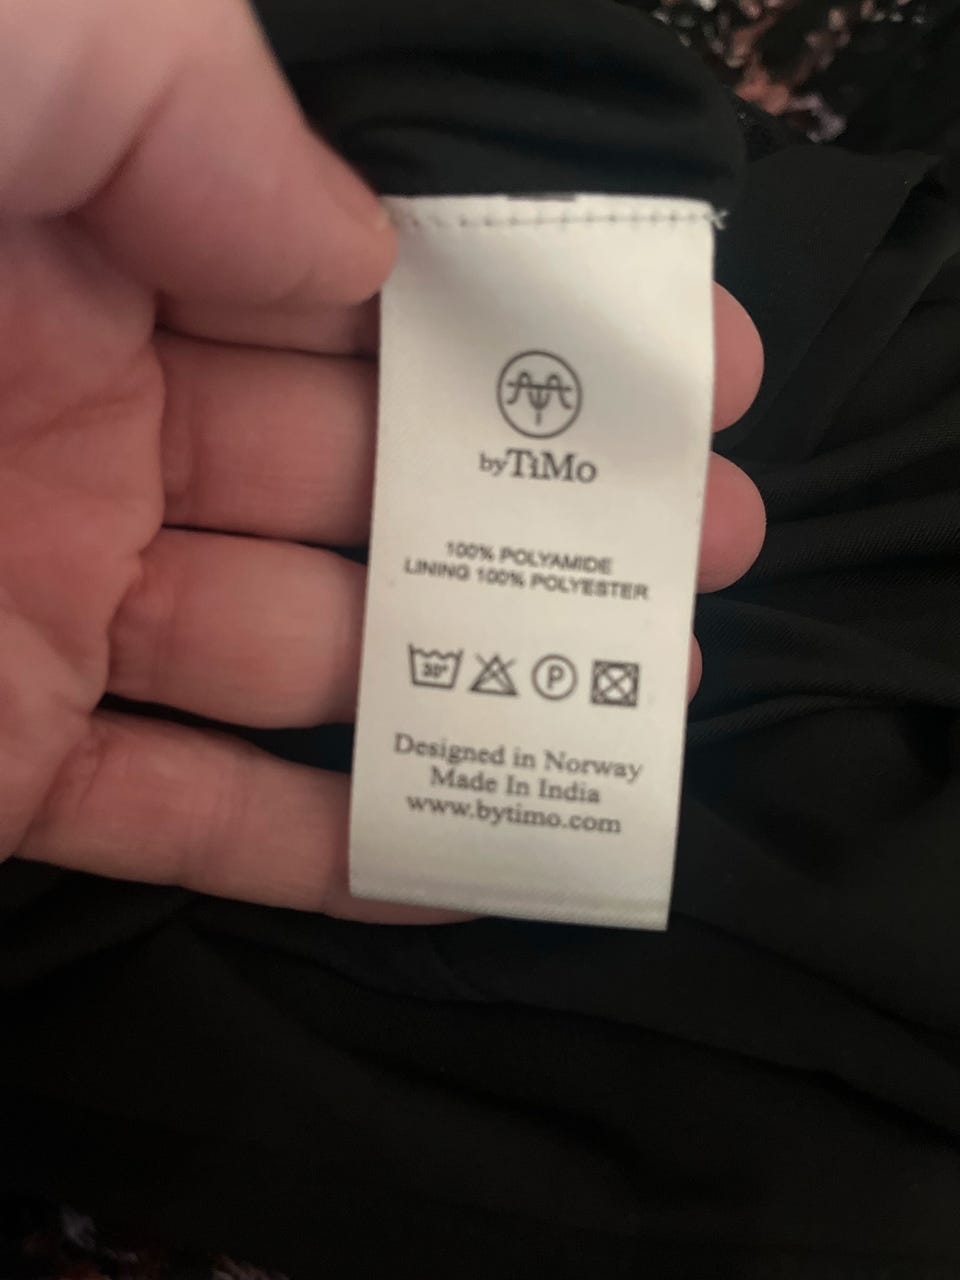 byTiMo
100% POLYAMIDE
LINING 100% POLYESTER
30° P
Designed in Norway
Made In India
www.bytimo.com